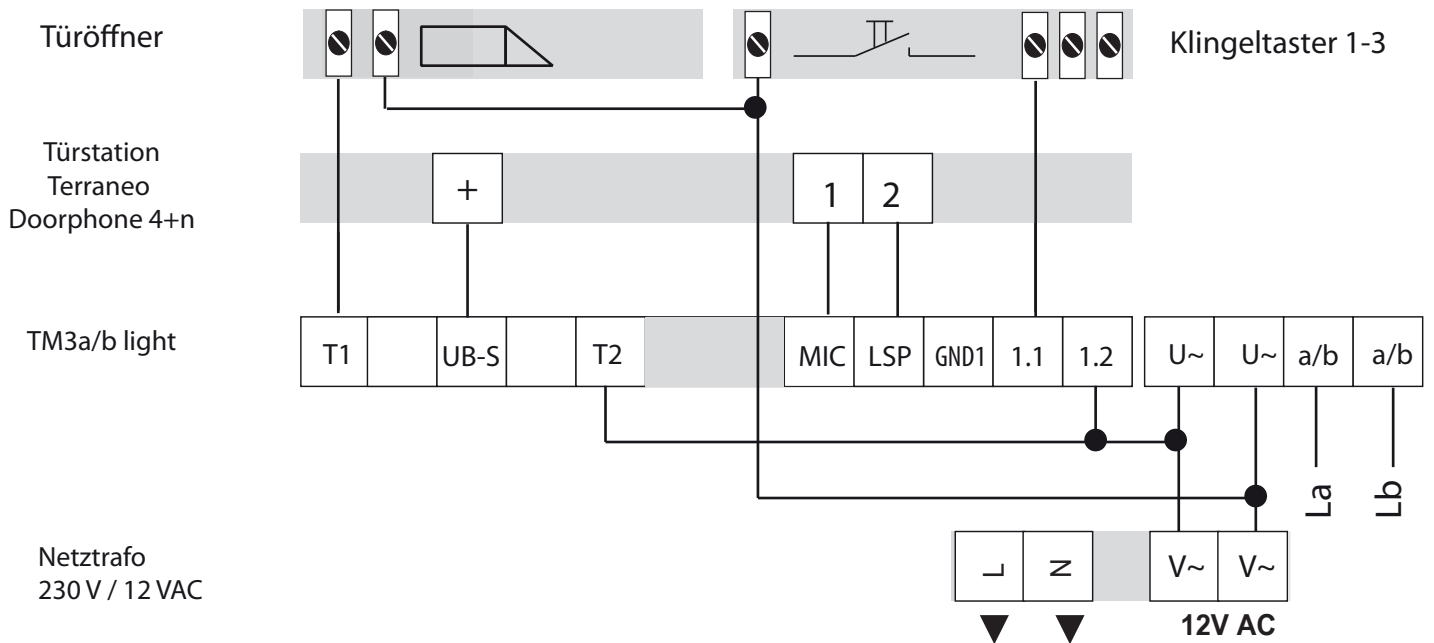 Türöffner
Klingeltaster 1-3
Türstation
Terraneo
Doorphone 4+n
+
1 2
TM3a/b light
T1 UB-S T2 MIC LSP GND1 1.1 1.2 U~ U~ a/b a/b
La Lb
Netztrafo
230 V / 12 VAC
L N V~ V~
12V AC